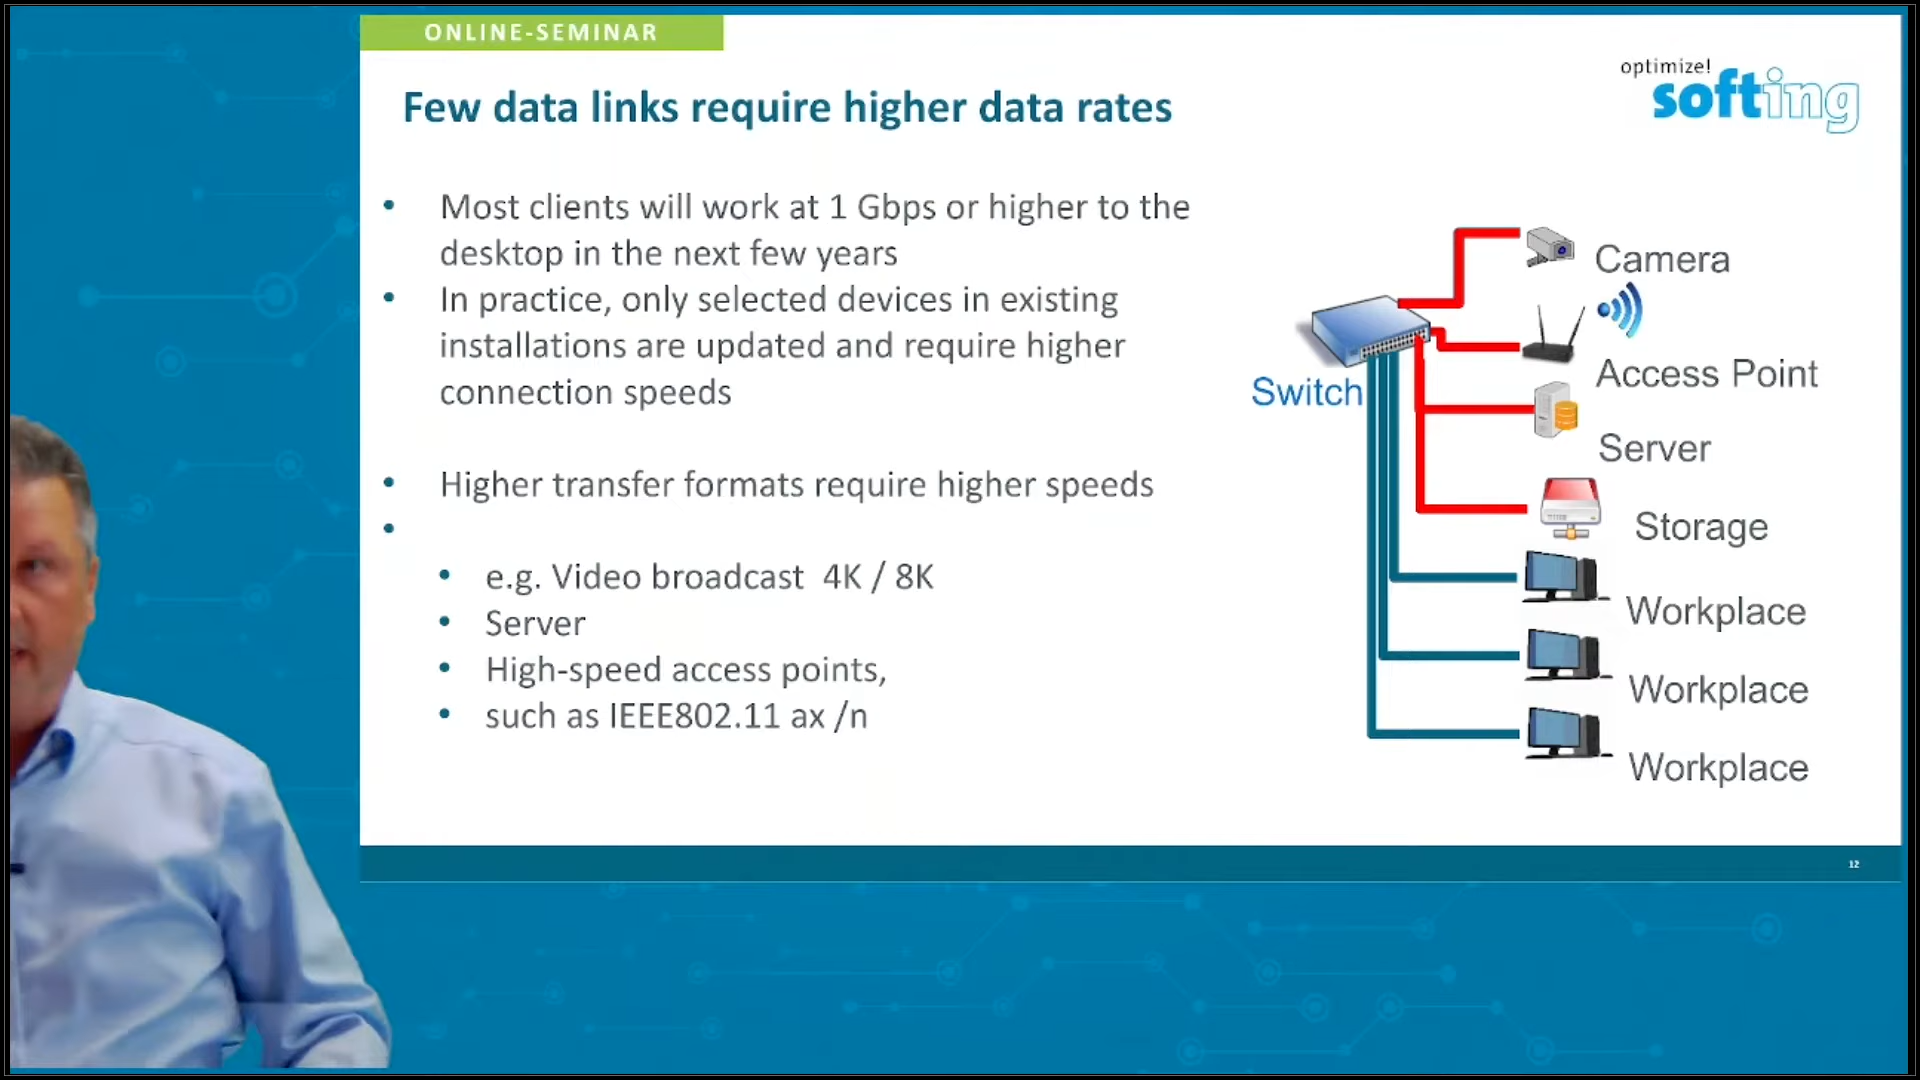 ONLINE-SEMINAR
optimize!
softing
Few data links require higher data rates
• Most clients will work at 1 Gbps or higher to the
desktop in the next few years
• In practice, only selected devices in existing
installations are updated and require higher
connection speeds
• Higher transfer formats require higher speeds
•
• e.g. Video broadcast 4K / 8K
• Server
• High-speed access points,
• such as IEEE802.11 ax /n
Switch
Camera
Access Point
Server
Storage
Workplace
Workplace
Workplace
12